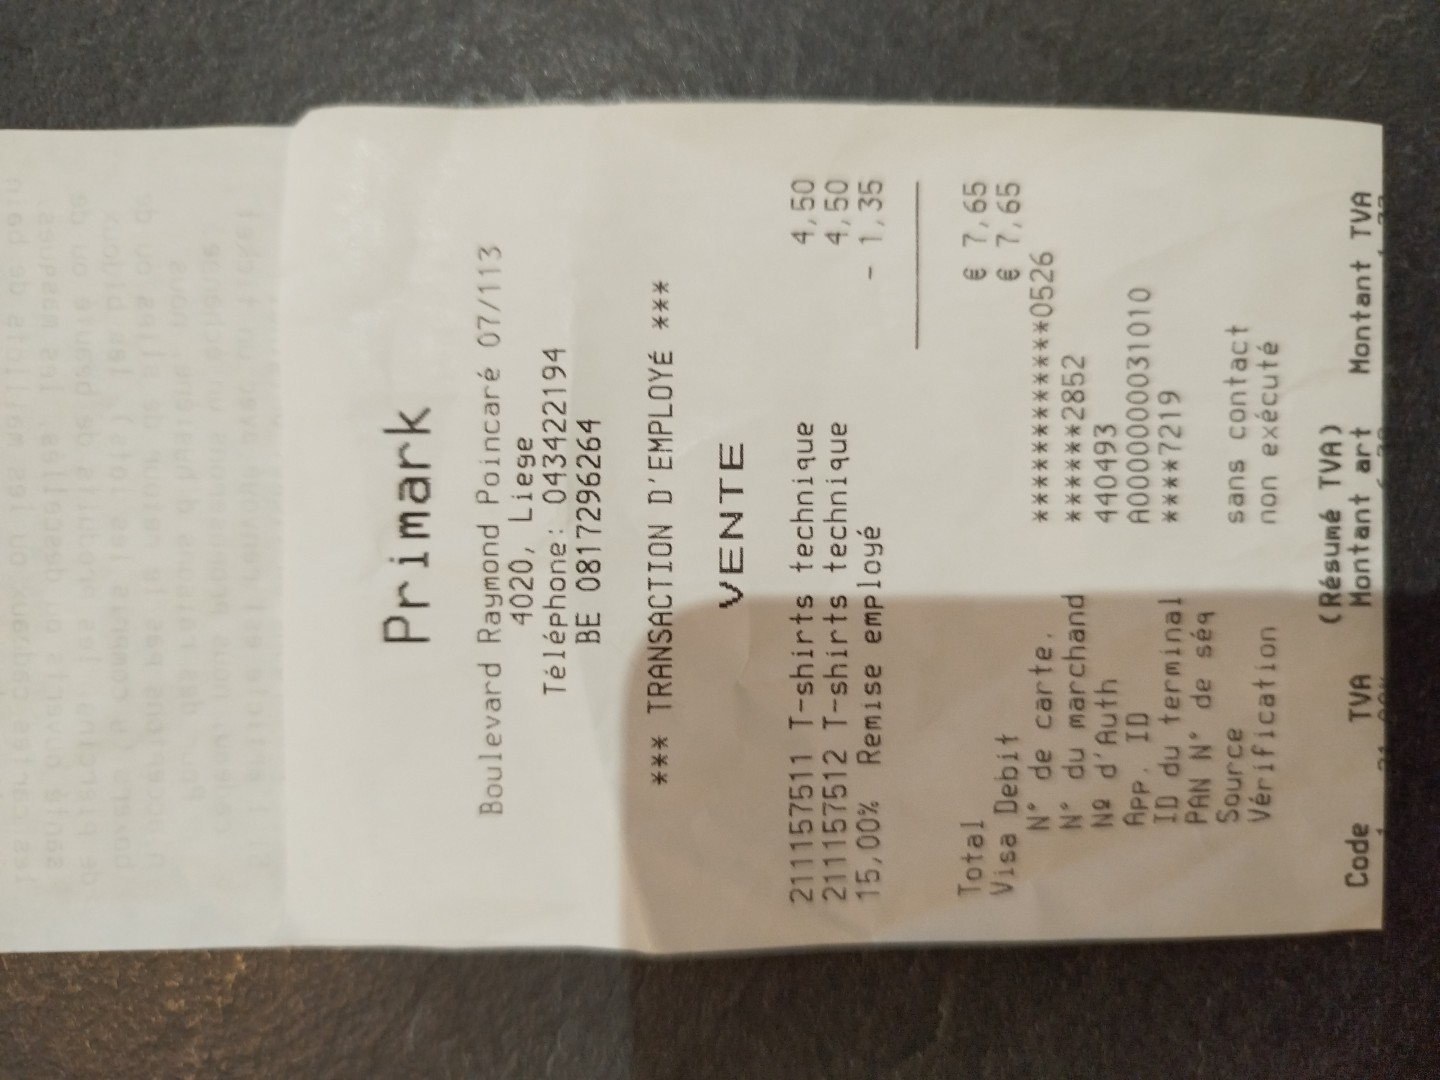 Primark
Boulevard Raymond Poincaré 07/113
4020, Liege
Téléphone: 043422194
BE 0817296264
*** TRANSACTION D'EMPLOYÉ ***
VENTE
211157511 T-shirts technique 4,50
211157512 T-shirts technique 4,50
15,00% Remise employé - 1,35
Total € 7,65
Visa Debit € 7,65
N° de carte. ************0526
N° du marchand ******2852
Nº d'Auth 440493
App. ID A0000000031010
ID du terminal ****7219
PAN N° de séq
Source sans contact
Vérification non exécuté
(Résumé TVA)
Code TVA Montant art Montant TVA